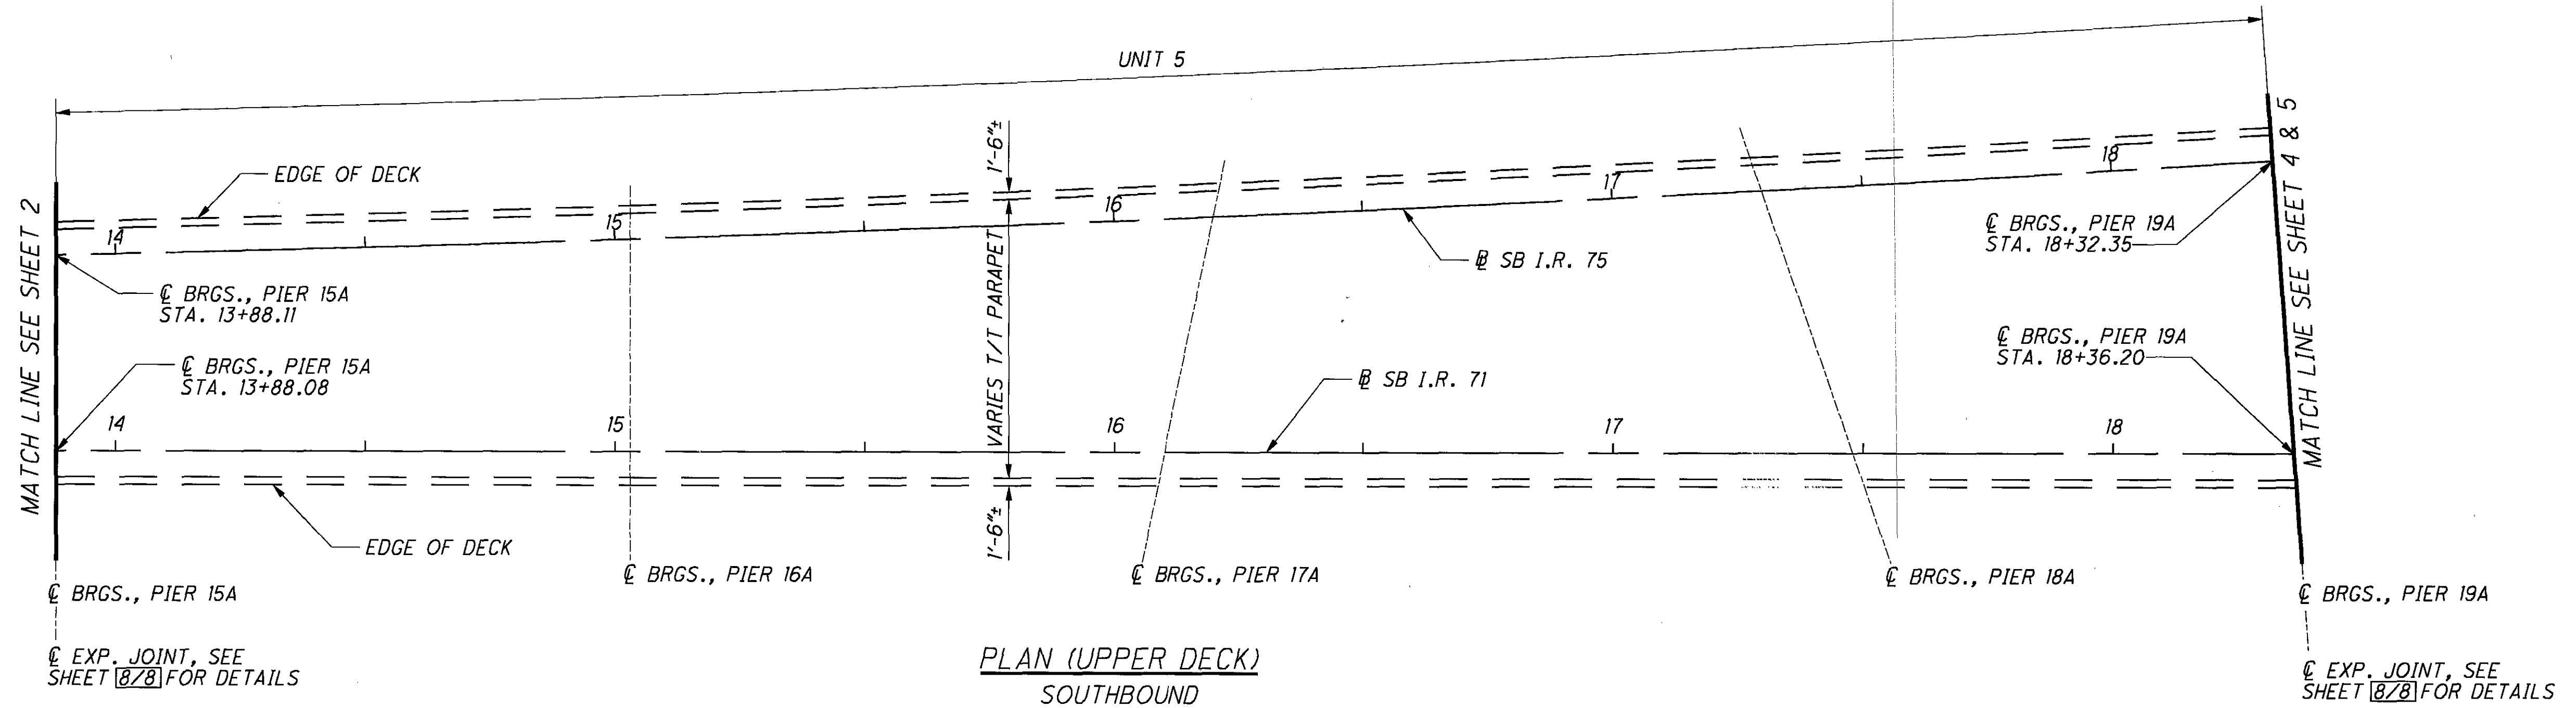 UNIT 5
EDGE OF DECK
1'-6"±
14
15
16
17
18
MATCH LINE SEE SHEET 2
℄ BRGS., PIER 15A
STA. 13+88.11
℄ BRGS., PIER 15A
STA. 13+88.08
VARIES T/T PARAPET
℄ SB I.R. 75
℄ BRGS., PIER 19A
STA. 18+32.35
℄ BRGS., PIER 19A
STA. 18+36.20
MATCH LINE SEE SHEET 4 & 5
℄ SB I.R. 71
14
15
16
17
18
EDGE OF DECK
1'-6"±
℄ BRGS., PIER 15A
℄ BRGS., PIER 16A
℄ BRGS., PIER 17A
℄ BRGS., PIER 18A
℄ BRGS., PIER 19A
℄ EXP. JOINT, SEE
SHEET 8/8 FOR DETAILS
PLAN (UPPER DECK)
SOUTHBOUND
℄ EXP. JOINT, SEE
SHEET 8/8 FOR DETAILS